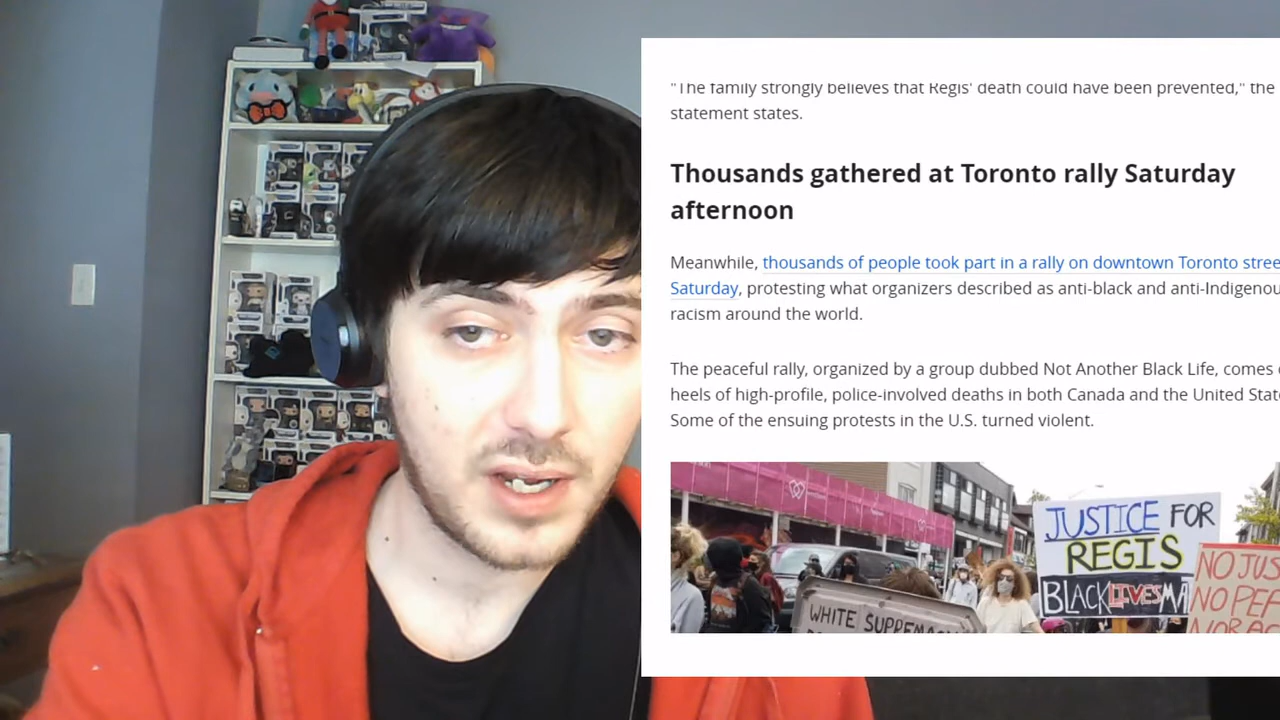 "The family strongly believes that Regis' death could have been prevented," the
statement states.
Thousands gathered at Toronto rally Saturday
afternoon
Meanwhile, thousands of people took part in a rally on downtown Toronto
Saturday, protesting what organizers described as anti-black and
racism around the world.
The peaceful rally, organized by a group dubbed Not Another Black Life, comes
heels of high-profile, police-involved deaths in both Canada and the United
Some of the ensuing protests in the U.S. turned violent.
JUSTICE FOR
REGIS
BLACK LIVES
NO
NO
WHITE